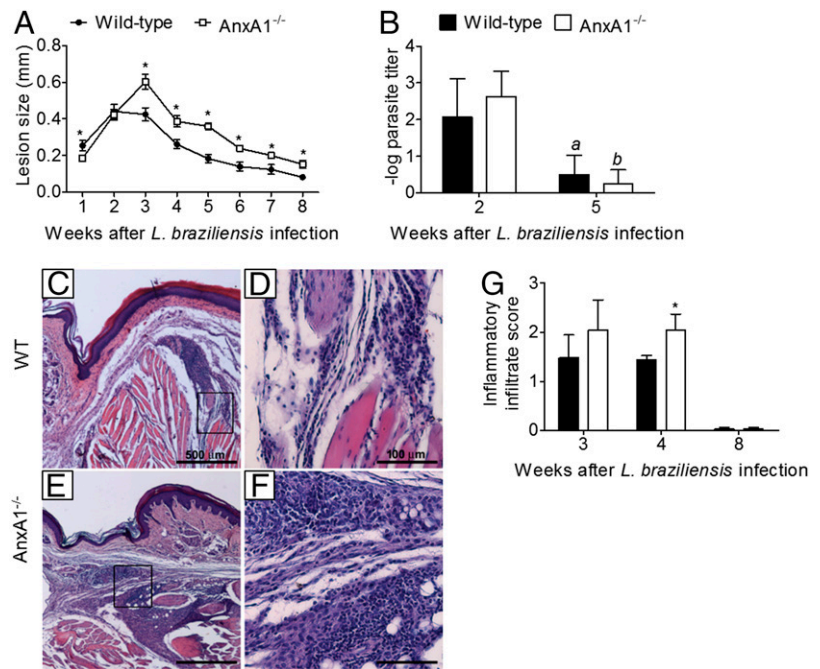 A
Wild-type
AnxA1-/-
Lesion size (mm)
0.8
0.6
0.4
0.2
0.0
*
*
*
*
*
*
*
1
2
3
4
5
6
7
8
Weeks after L. braziliensis infection
B
Wild-type
AnxA1-/-
-log parasite titer
4
3
2
1
0
a
b
2
5
Weeks after L. braziliensis infection
C
WT
500 µm
D
100 µm
E
AnxA1-/-
F
G
Inflammatory
infiltrate score
3
2
1
0
*
3
4
8
Weeks after L. braziliensis infection